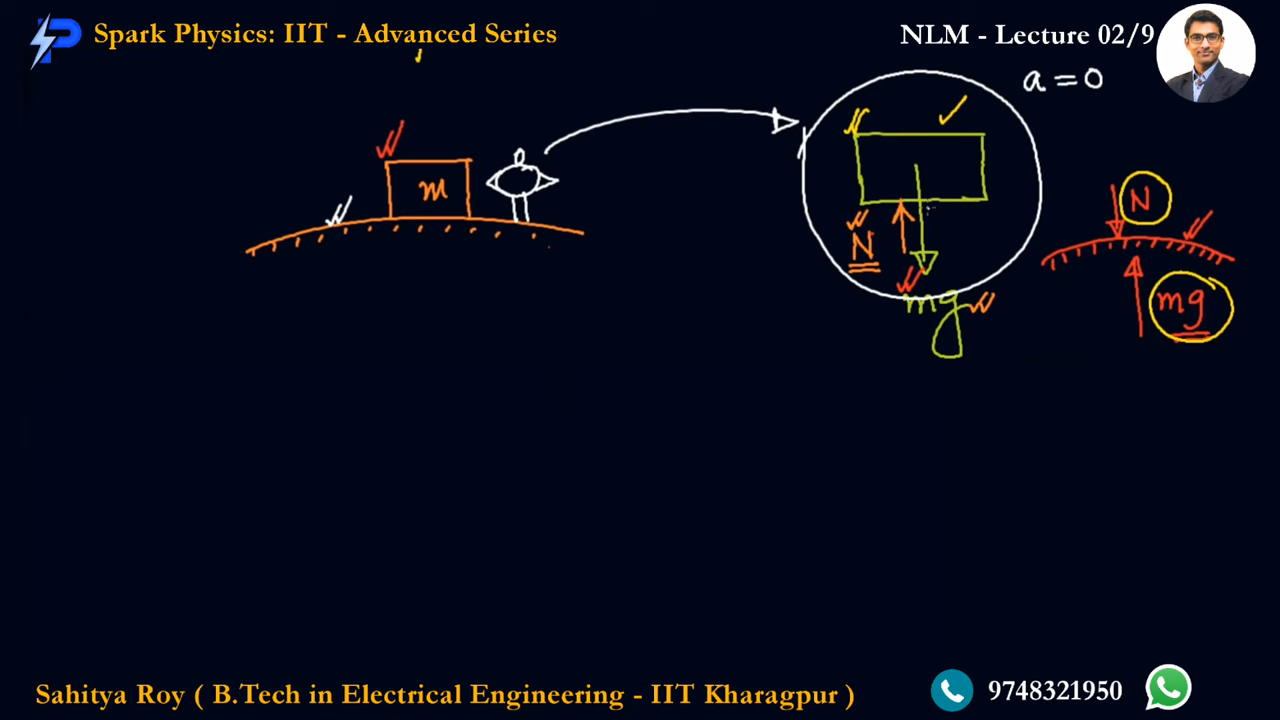 Spark Physics: IIT - Advanced Series
NLM - Lecture 02/9
a = 0
m
N
mg
N
mg
Sahitya Roy ( B.Tech in Electrical Engineering - IIT Kharagpur )
9748321950